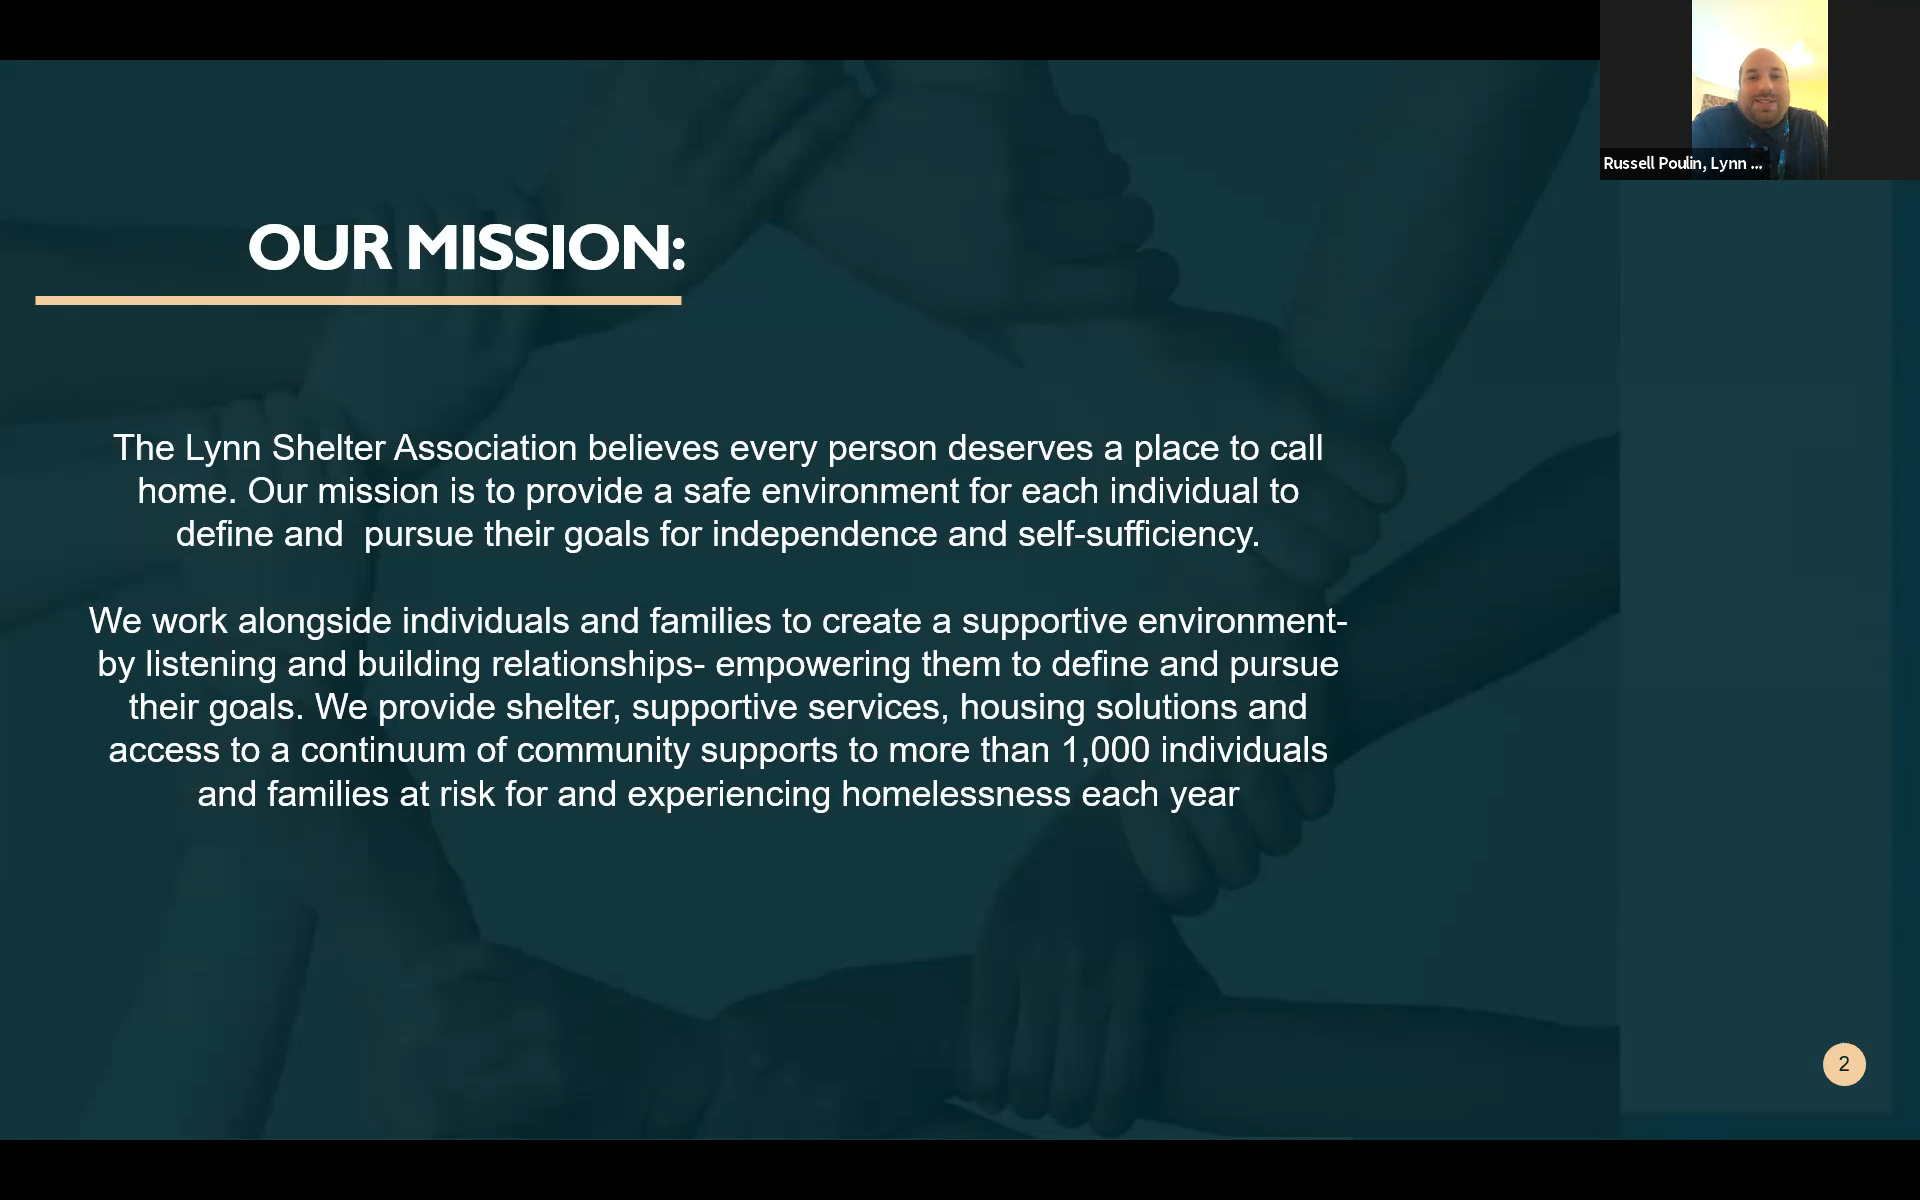 Russell Poulin, Lynn ...
OUR MISSION:
The Lynn Shelter Association believes every person deserves a place to call
home. Our mission is to provide a safe environment for each individual to
define and  pursue their goals for independence and self-sufficiency.
We work alongside individuals and families to create a supportive environment-
by listening and building relationships- empowering them to define and pursue
their goals. We provide shelter, supportive services, housing solutions and
access to a continuum of community supports to more than 1,000 individuals
and families at risk for and experiencing homelessness each year
2